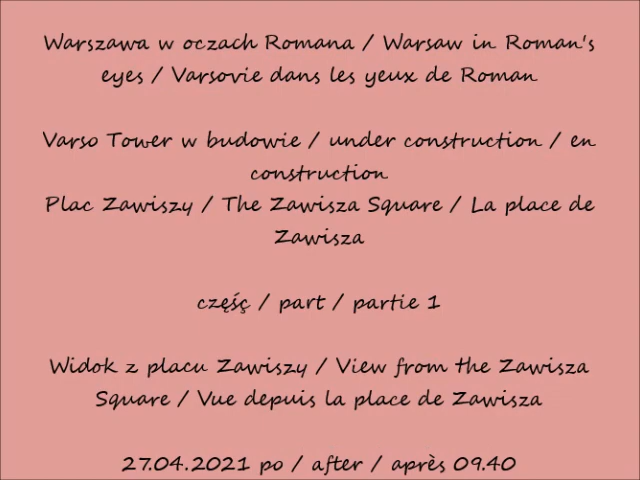 Warszawa w oczach Romana / Warsaw in Roman's
eyes / Varsovie dans les yeux de Roman
Varso Tower w budowie / under construction / en
construction
Plac Zawiszy / The Zawisza Square / La place de
Zawisza
częśç / part / partie 1
Widok z placu Zawiszy / View from the Zawisza
Square / Vue depuis la place de Zawisza
27.04.2021 po / after / après 09.40